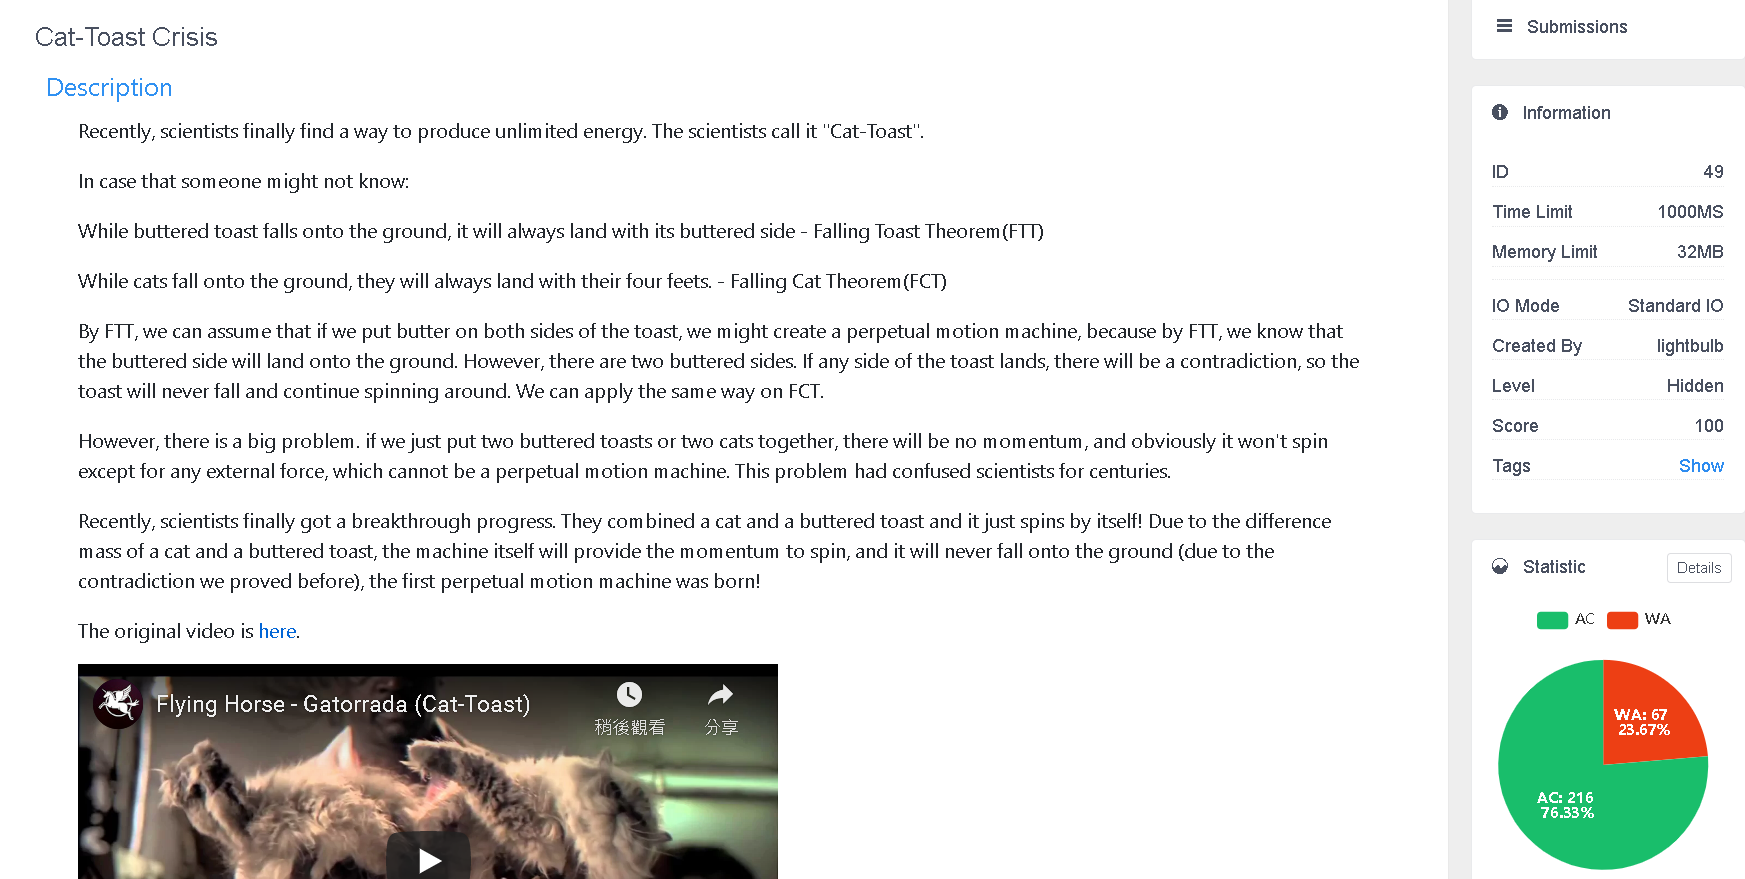 Cat-Toast Crisis
Description
Recently, scientists finally find a way to produce unlimited energy. The scientists call it "Cat-Toast".
In case that someone might not know:
While buttered toast falls onto the ground, it will always land with its buttered side - Falling Toast Theorem(FTT)
While cats fall onto the ground, they will always land with their four feets. - Falling Cat Theorem(FCT)
By FTT, we can assume that if we put butter on both sides of the toast, we might create a perpetual motion machine, because by FTT, we know that
the buttered side will land onto the ground. However, there are two buttered sides. If any side of the toast lands, there will be a contradiction, so the
toast will never fall and continue spinning around. We can apply the same way on FCT.
However, there is a big problem. if we just put two buttered toasts or two cats together, there will be no momentum, and obviously it won't spin
except for any external force, which cannot be a perpetual motion machine. This problem had confused scientists for centuries.
Recently, scientists finally got a breakthrough progress. They combined a cat and a buttered toast and it just spins by itself! Due to the difference
mass of a cat and a buttered toast, the machine itself will provide the momentum to spin, and it will never fall onto the ground (due to the
contradiction we proved before), the first perpetual motion machine was born!
The original video is here.
Flying Horse - Gatorrada (Cat-Toast)
稍後觀看
分享
Submissions
Information
ID 49
Time Limit 1000MS
Memory Limit 32MB
IO Mode Standard IO
Created By lightbulb
Level Hidden
Score 100
Tags Show
Statistic Details
AC WA
WA: 67
23.67%
AC: 216
76.33%